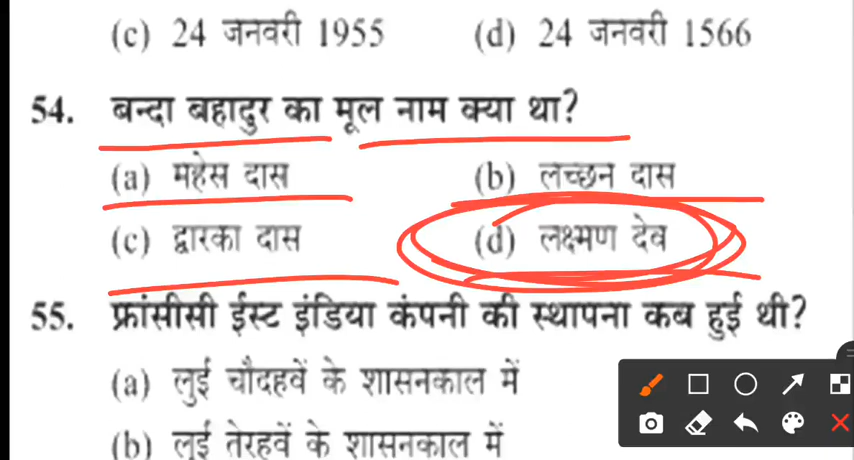 (c) 24 जनवरी 1955 (d) 24 जनवरी 1566
54. बन्दा बहादुर का मूल नाम क्या था?
(a) महेस दास (b) लच्छन दास
(c) द्वारका दास (d) लक्ष्मण देव
55. फ्रांसीसी ईस्ट इंडिया कंपनी की स्थापना कब हुई थी?
(a) लुई चौदहवें के शासनकाल में
(b) लुई तेरहवें के शासनकाल में